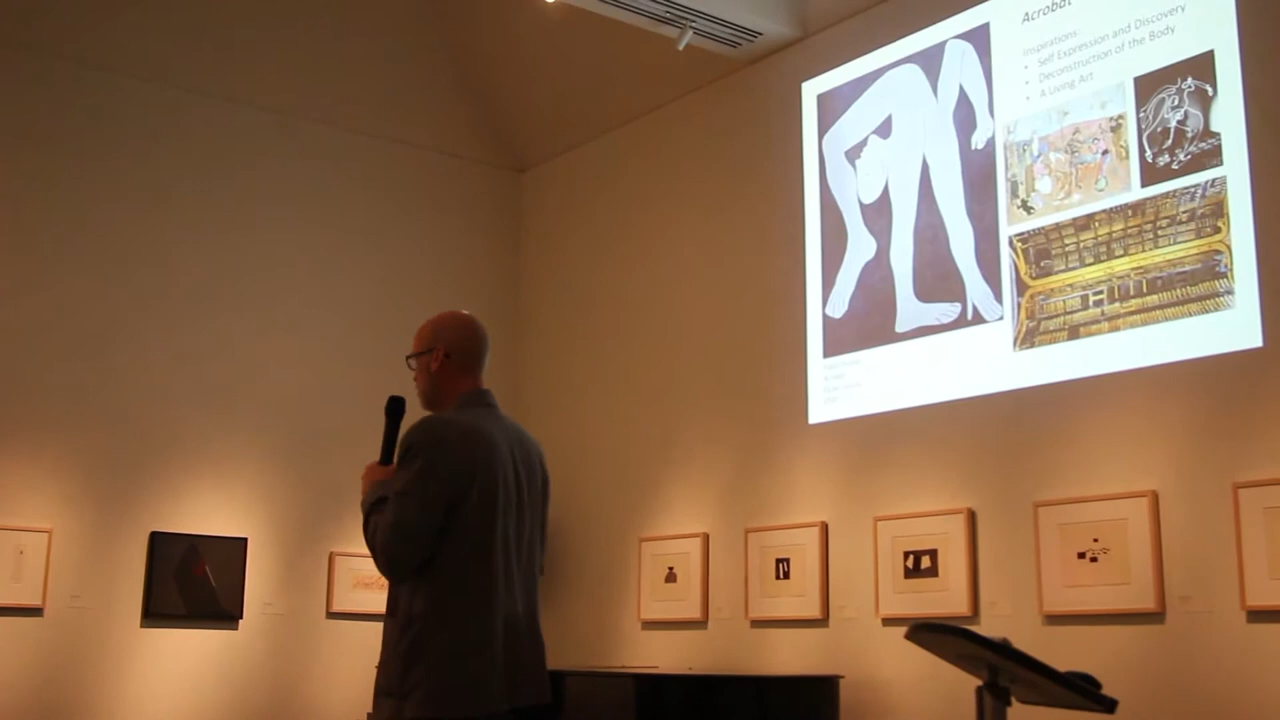 Acrobat
Inspirations:
• Self Expression and Discovery
• Deconstruction of the Body
• A Living Art